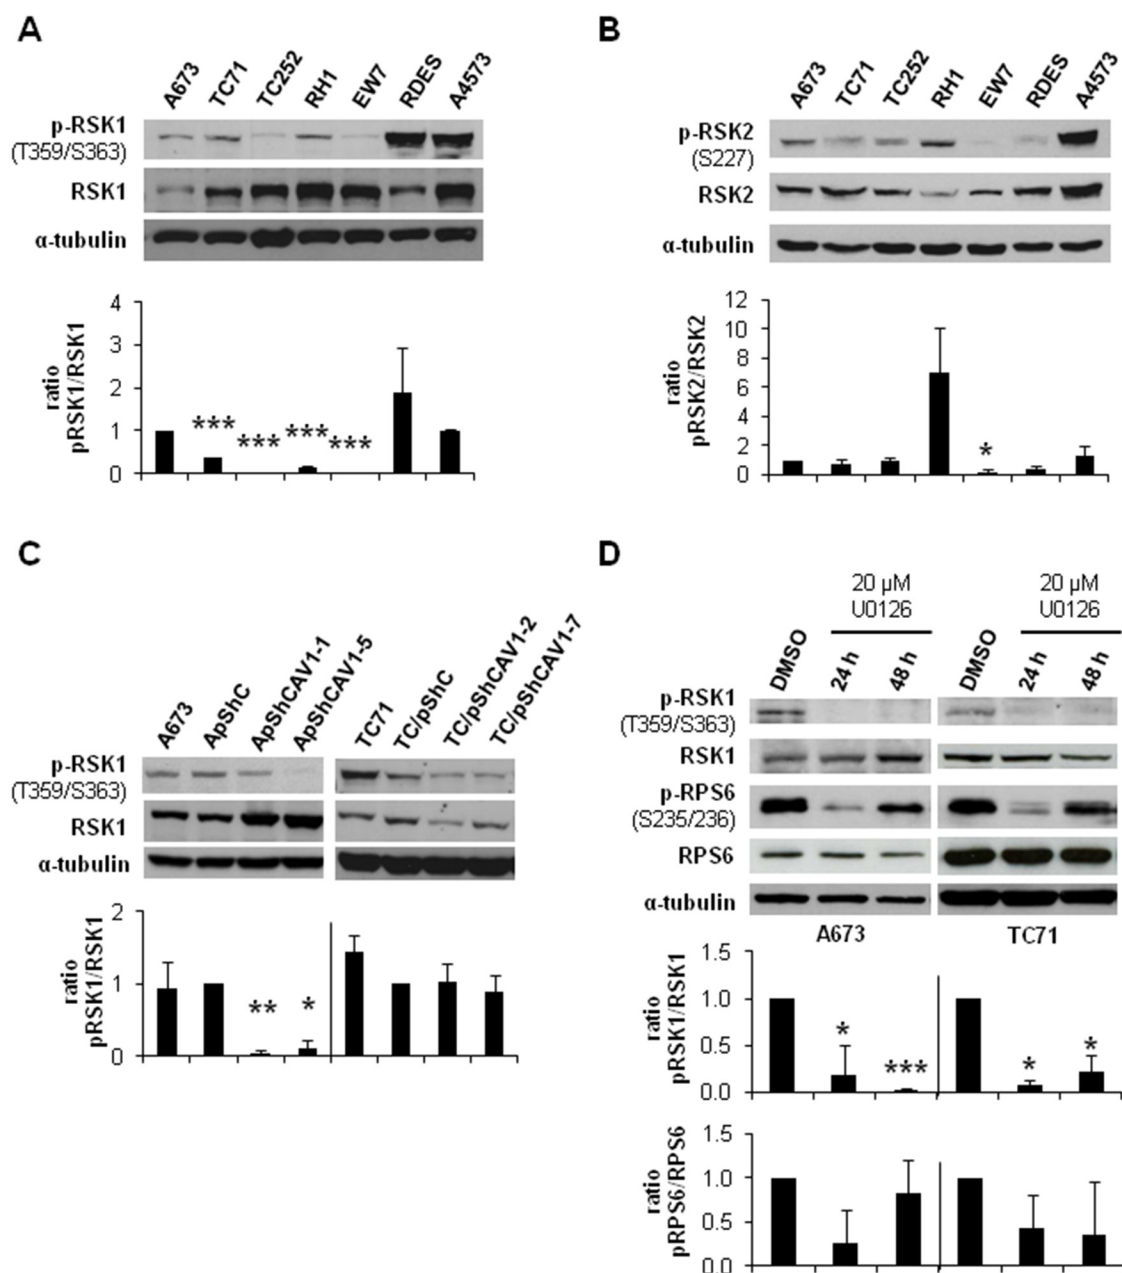 A
A673
TC71
TC252
RH1
EW7
RDES
A4573
p-RSK1
(T359/S363)
RSK1
α-tubulin
4
3
2
1
0
ratio
pRSK1/RSK1
***
***
***
***
B
A673
TC71
TC252
RH1
EW7
RDES
A4573
p-RSK2
(S227)
RSK2
α-tubulin
12
10
8
6
4
2
0
ratio
pRSK2/RSK2
*
C
A673
ApShC
ApShCAV1-1
ApShCAV1-5
TC71
TC/pShC
TC/pShCAV1-2
TC/pShCAV1-7
p-RSK1
(T359/S363)
RSK1
α-tubulin
2
1
0
ratio
pRSK1/RSK1
**
*
D
20 µM
U0126
20 µM
U0126
DMSO
24 h
48 h
DMSO
24 h
48 h
p-RSK1
(T359/S363)
RSK1
p-RPS6
(S235/236)
RPS6
α-tubulin
A673
TC71
1.5
1.0
0.5
0.0
ratio
pRSK1/RSK1
*
***
*
*
1.5
1.0
0.5
0.0
ratio
pRPS6/RPS6